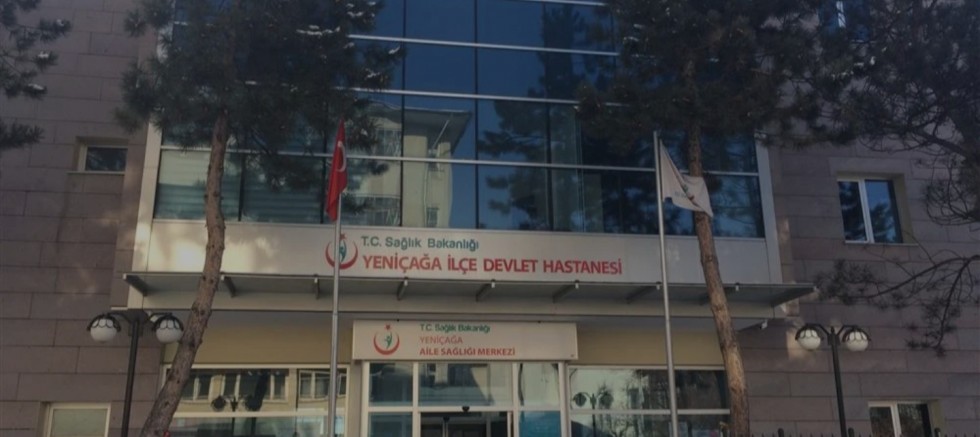 T.C. Sağlık Bakanlığı
YENİÇAĞA İLÇE DEVLET HASTANESİ
T.C. Sağlık Bakanlığı
YENİÇAĞA
AİLE SAĞLIĞI MERKEZİ